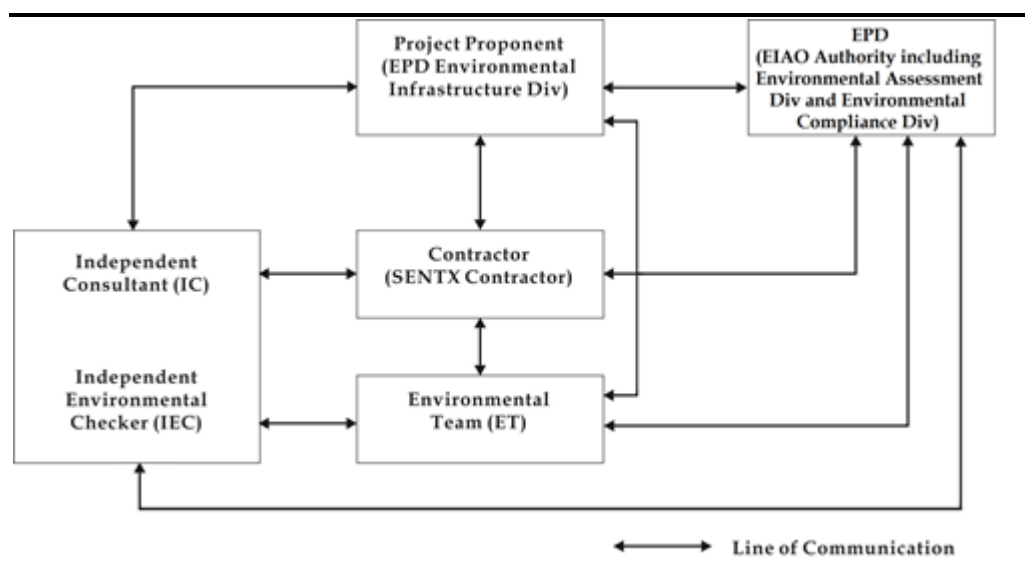 Project Proponent
(EPD Environmental
Infrastructure Div)
EPD
(EIAO Authority including
Environmental Assessment
Div and Environmental
Compliance Div)
Independent
Consultant (IC)
Contractor
(SENTX Contractor)
Independent
Environmental
Checker (IEC)
Environmental
Team (ET)
Line of Communication